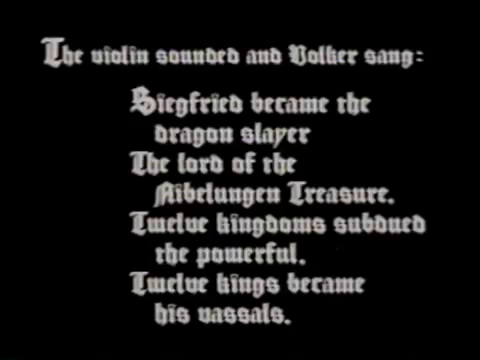 The violin sounded and Volker sang:
Siegfried became the
dragon slayer
The lord of the
Nibelungen Treasure.
Twelve kingdoms subdued
the powerful.
Twelve kings became
his vassals.